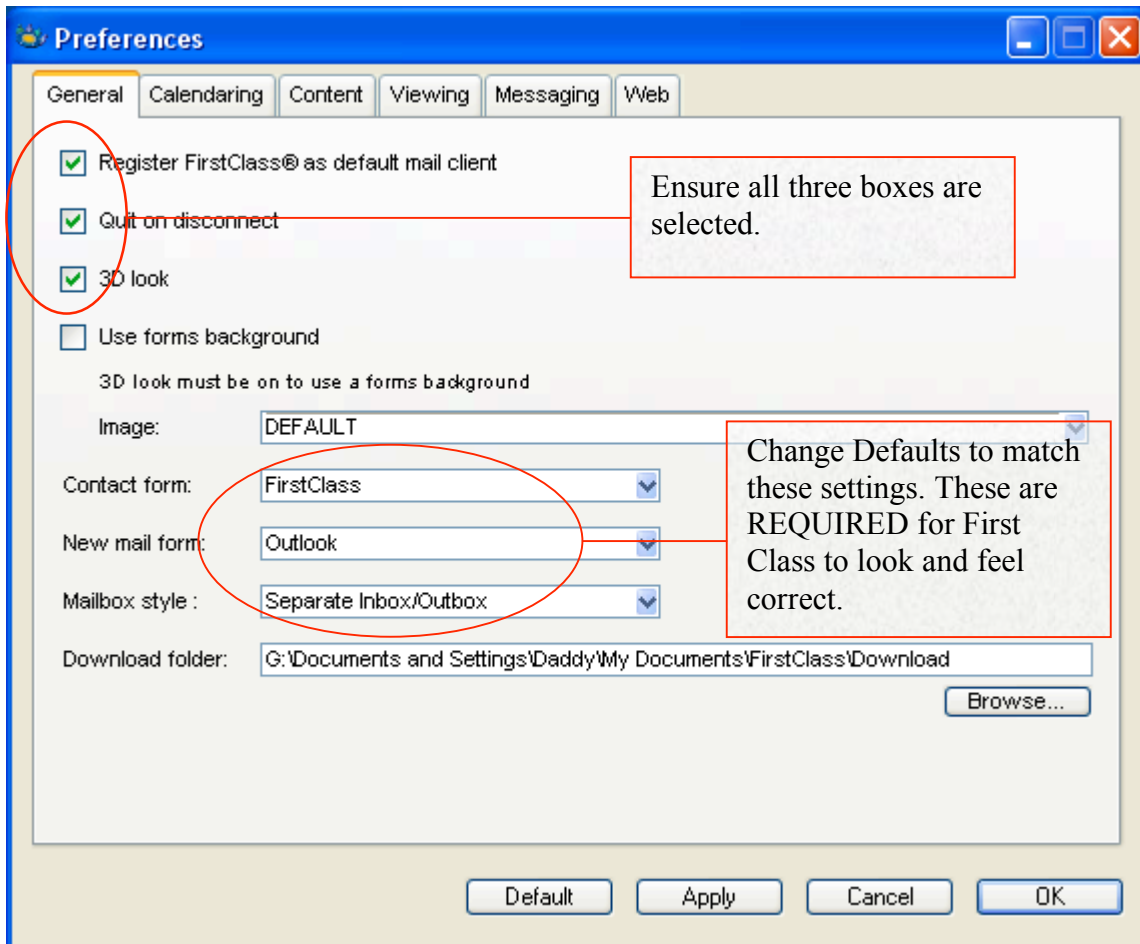 Preferences
General Calendaring Content Viewing Messaging Web
Register FirstClass® as default mail client
Ensure all three boxes are
selected.
Quit on disconnect
3D look
Use forms background
3D look must be on to use a forms background
Image: DEFAULT
Change Defaults to match
these settings. These are
REQUIRED for First
Class to look and feel
correct.
Contact form: FirstClass
New mail form: Outlook
Mailbox style : Separate Inbox/Outbox
Download folder: G:\Documents and Settings\Daddy\My Documents\FirstClass\Download
Browse...
Default Apply Cancel OK